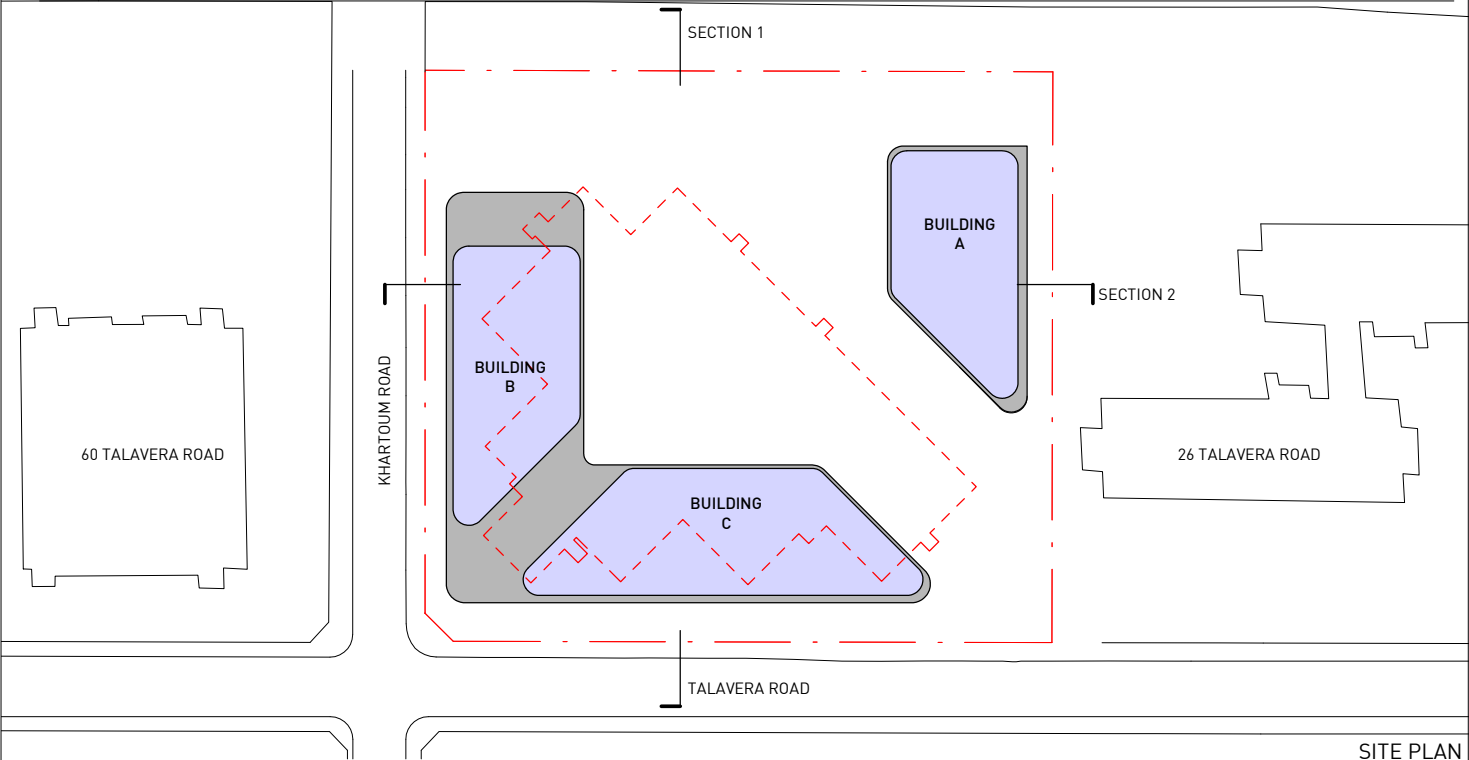 SECTION 1
BUILDING
A
SECTION 2
BUILDING
B
KHARTOUM ROAD
60 TALAVERA ROAD
26 TALAVERA ROAD
BUILDING
C
TALAVERA ROAD
SITE PLAN